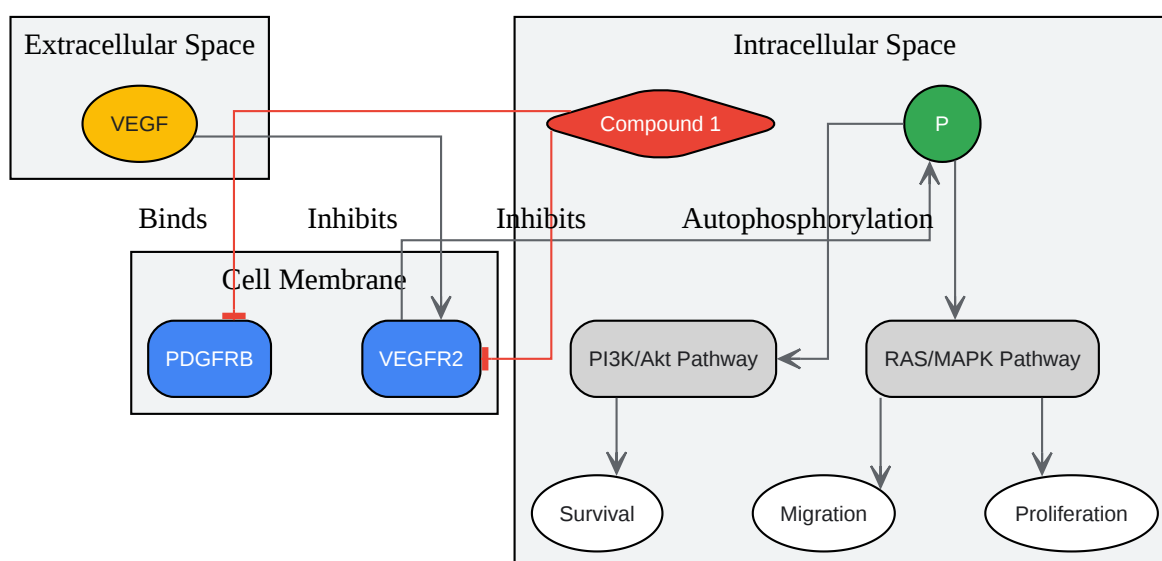 Extracellular Space
Intracellular Space
VEGF
Compound 1
P
Binds
Inhibits
Inhibits
Autophosphorylation
Cell Membrane
PDGFRB
VEGFR2
PI3K/Akt Pathway
RAS/MAPK Pathway
Survival
Migration
Proliferation